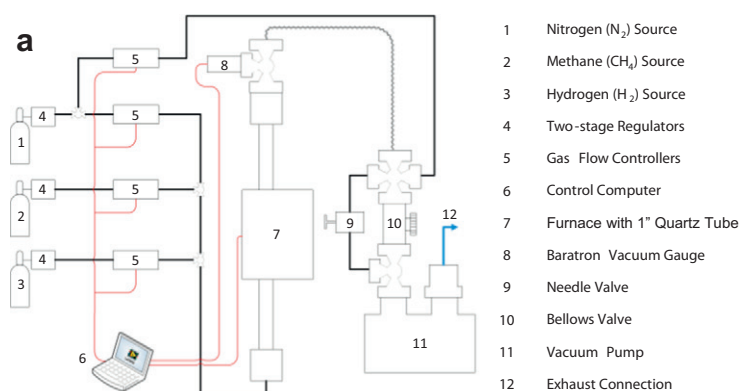 a
5
8
4
5
1
4
5
2
4
5
3
6
7
9
10
12
11
1 Nitrogen (N₂) Source
2 Methane (CH₄) Source
3 Hydrogen (H₂) Source
4 Two-stage Regulators
5 Gas Flow Controllers
6 Control Computer
7 Furnace with 1" Quartz Tube
8 Baratron Vacuum Gauge
9 Needle Valve
10 Bellows Valve
11 Vacuum Pump
12 Exhaust Connection